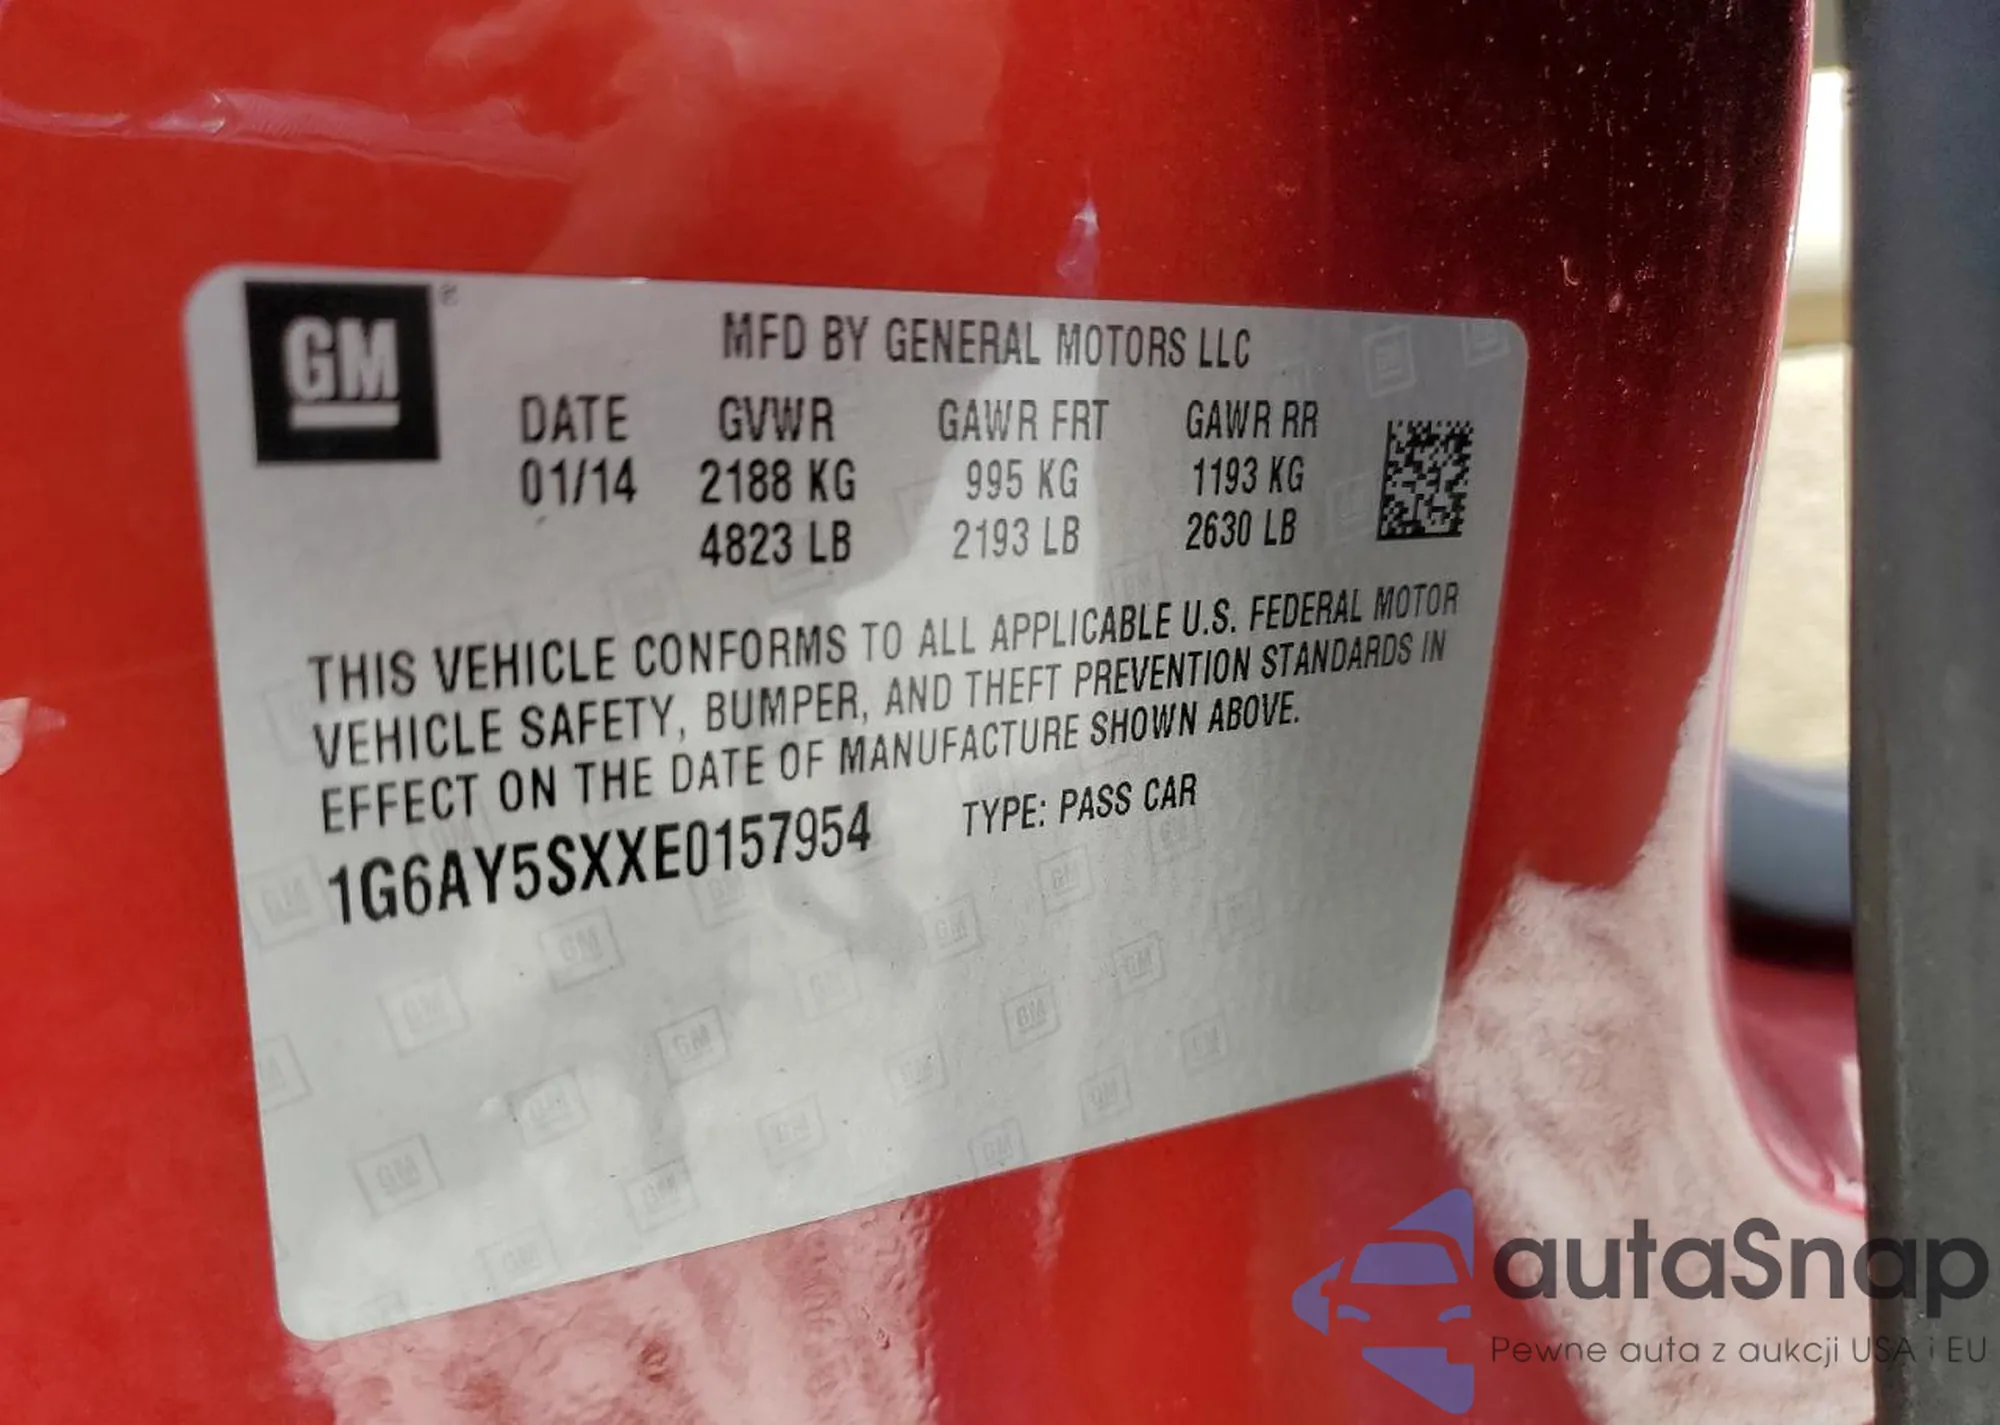 GM
MFD BY GENERAL MOTORS LLC
DATE GVWR GAWR FRT GAWR RR
01/14 2188 KG 995 KG 1193 KG
4823 LB 2193 LB 2630 LB
THIS VEHICLE CONFORMS TO ALL APPLICABLE U.S. FEDERAL MOTOR
VEHICLE SAFETY, BUMPER, AND THEFT PREVENTION STANDARDS IN
EFFECT ON THE DATE OF MANUFACTURE SHOWN ABOVE.
1G6AY5SXXE0157954 TYPE: PASS CAR
autaSnap
Pewne auta z aukcji USA i EU